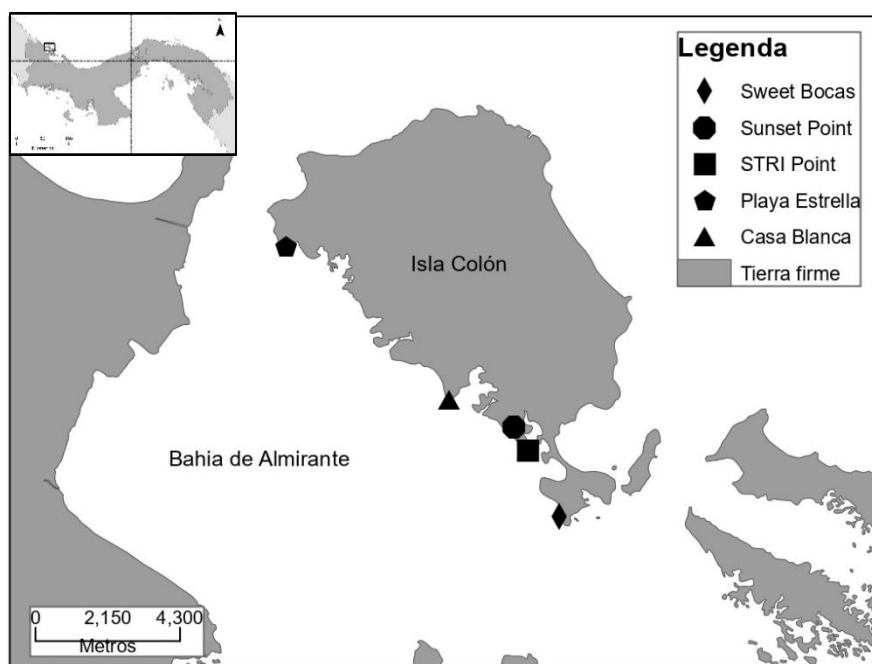 Legenda
Sweet Bocas
Sunset Point
STRI Point
Playa Estrella
Casa Blanca
Tierra firme
Isla Colón
Bahia de Almirante
0 2,150 4,300
Metros